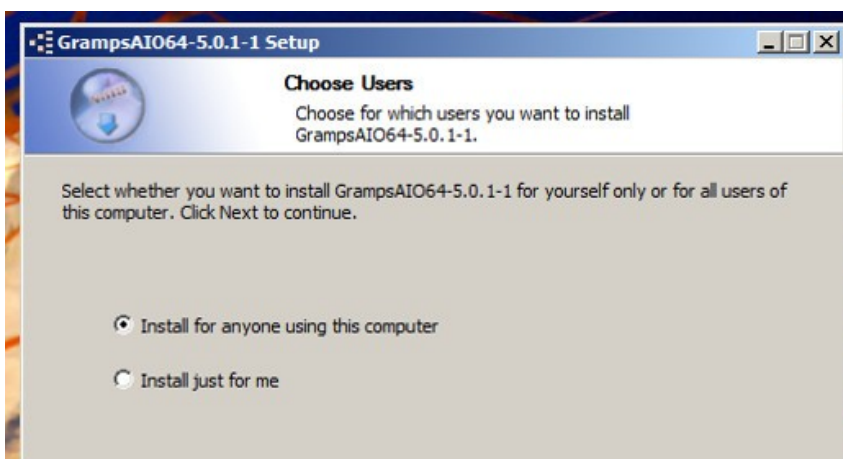 GrampsAIO64-5.0.1-1 Setup
Choose Users
Choose for which users you want to install
GrampsAIO64-5.0.1-1.
Select whether you want to install GrampsAIO64-5.0.1-1 for yourself only or for all users of
this computer. Click Next to continue.
Install for anyone using this computer
Install just for me